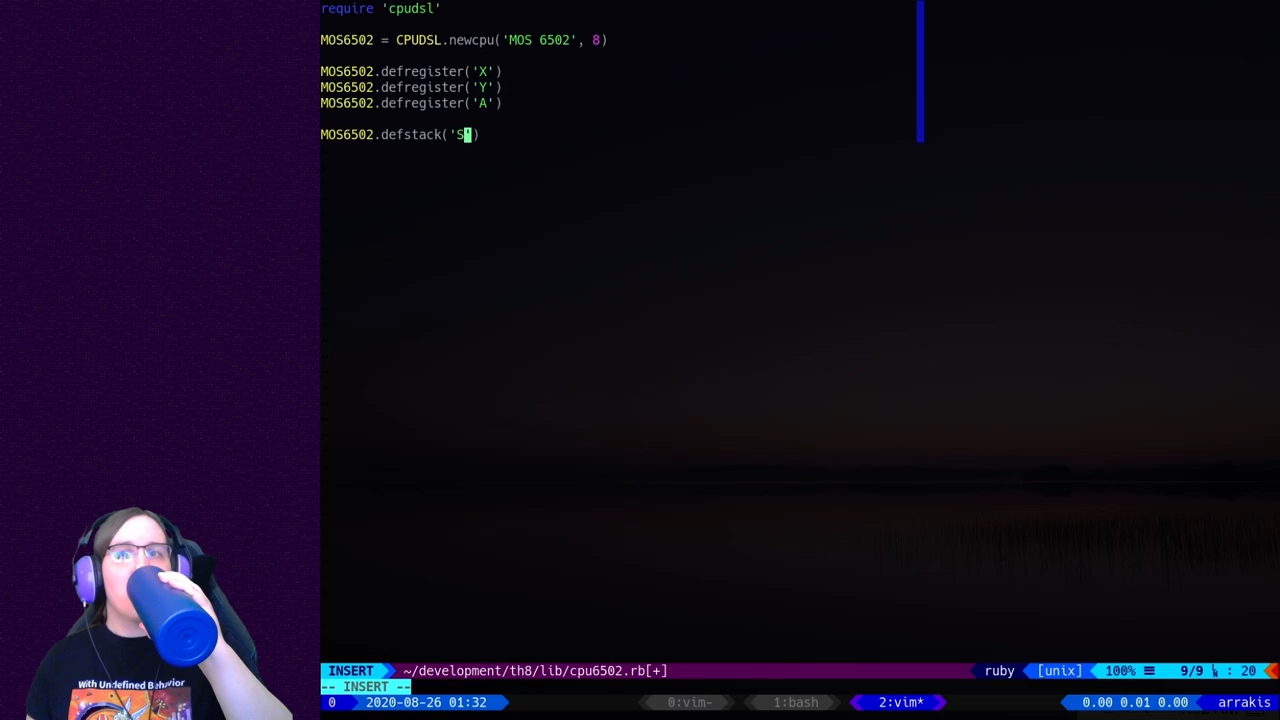 require 'cpudsl'
MOS6502 = CPUDSL.newcpu('MOS 6502', 8)
MOS6502.defregister('X')
MOS6502.defregister('Y')
MOS6502.defregister('A')
MOS6502.defstack('S')
With Undefined Behavior
INSERT ~/development/th8/lib/cpu6502.rb[+] ruby [unix] 100% 9/9 : 20
-- INSERT --
0 2020-08-26 01:32 0:vim- 1:bash 2:vim* 0.00 0.01 0.00 arrakis